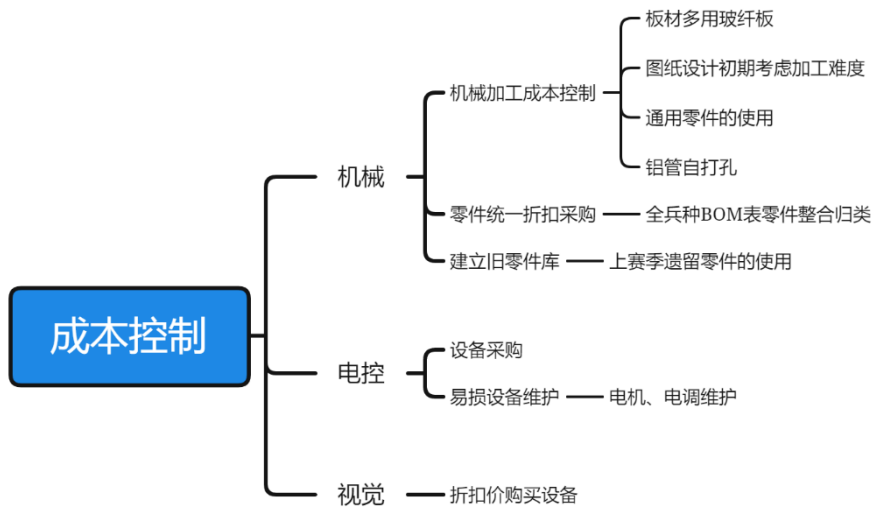 成本控制
机械
机械加工成本控制
板材多用玻纤板
图纸设计初期考虑加工难度
通用零件的使用
铝管自打孔
零件统一折扣采购
全兵种BOM表零件整合归类
建立旧零件库
上赛季遗留零件的使用
电控
设备采购
易损设备维护
电机、电调维护
视觉
折扣价购买设备